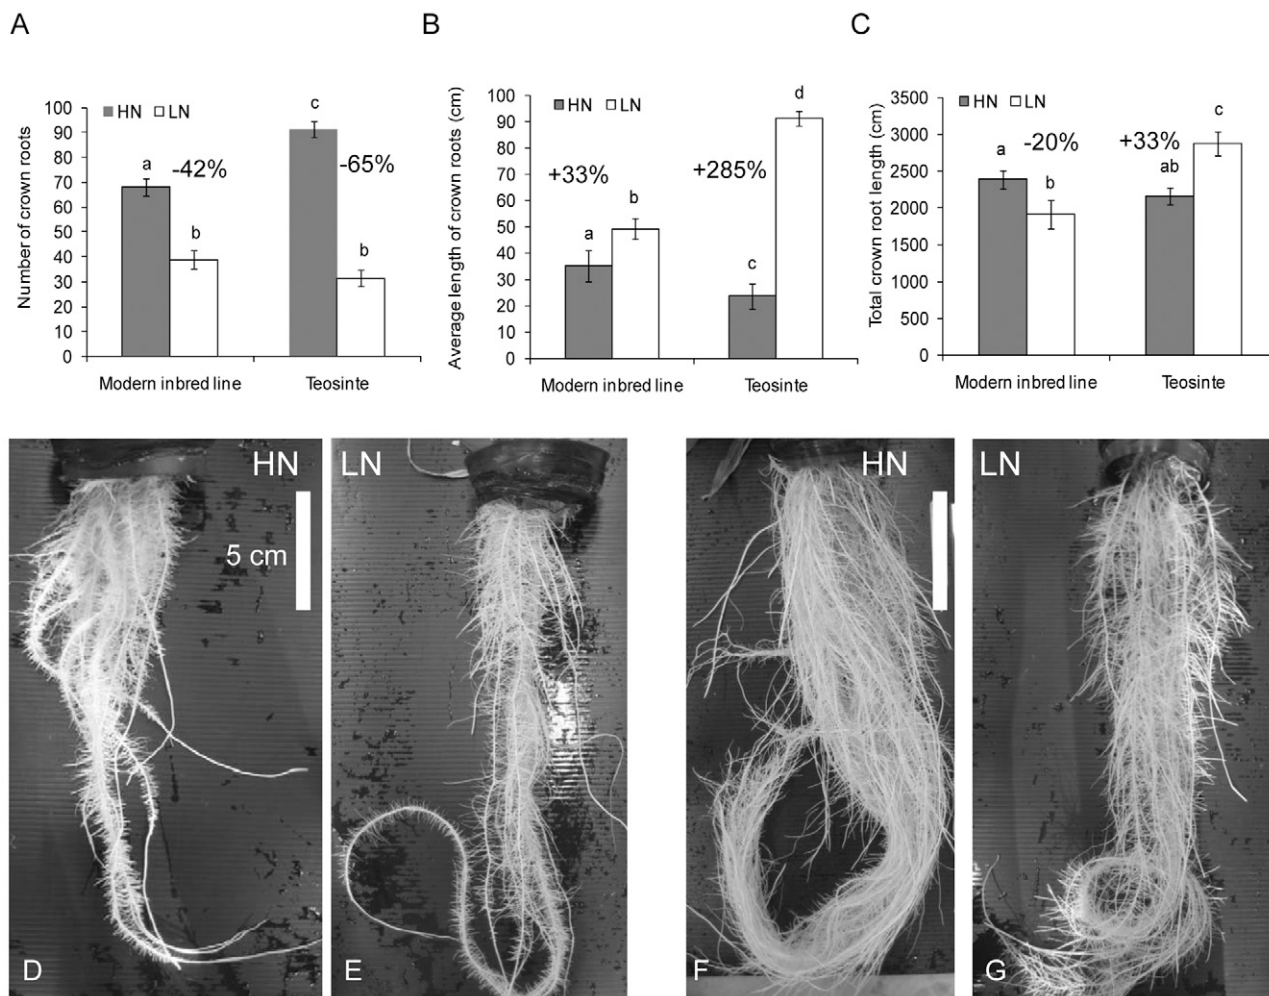 A
B
C
Number of crown roots
100
90
80
70
60
50
40
30
20
10
0
HN LN
a
-42%
b
c
-65%
b
Modern inbred line Teosinte
Average length of crown roots (cm)
100
90
80
70
60
50
40
30
20
10
0
HN LN
+33%
a
b
+285%
c
d
Modern inbred line Teosinte
Total crown root length (cm)
3500
3000
2500
2000
1500
1000
500
0
HN LN
a
-20%
b
+33%
ab
c
Modern inbred line Teosinte
HN
5 cm
D
LN
E
HN
F
LN
G